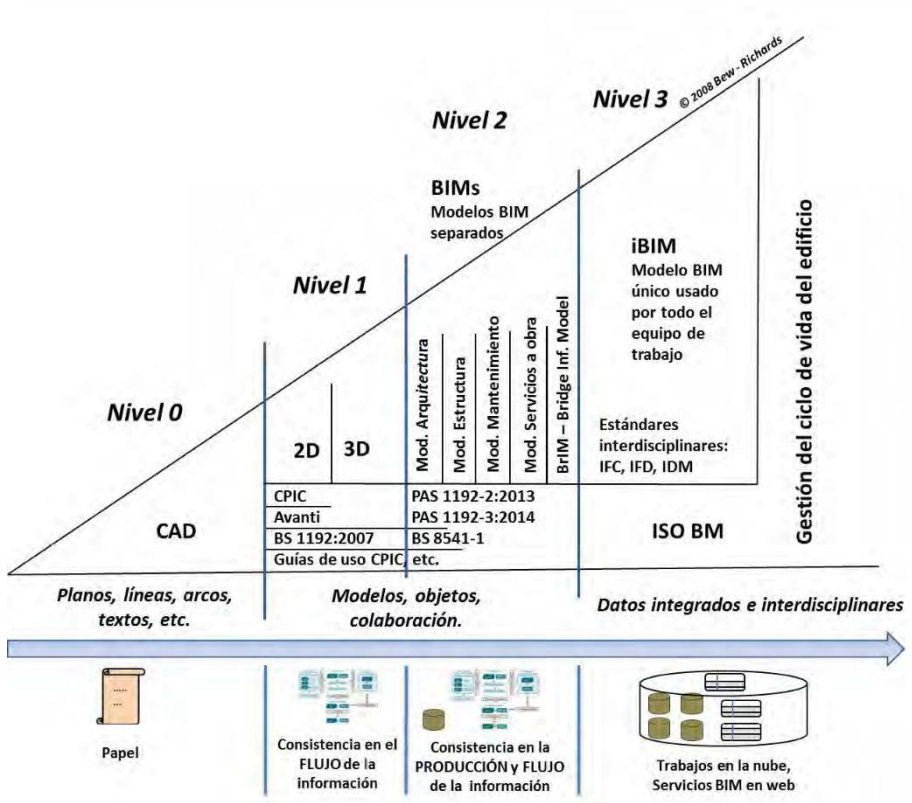 Nivel 3
© 2008 Bew - Richards
Nivel 2
BIMs
Modelos BIM
separados
Nivel 1
iBIM
Modelo BIM
único usado
por todo el
equipo de
trabajo
Gestión del ciclo de vida del edificio
Nivel 0
2D
3D
Mod. Arquitectura
Mod. Estructura
Mod. Mantenimiento
Mod. Servicios a obra
BrIM – Bridge Inf. Model
Estándares
interdisciplinares:
IFC, IFD, IDM
CAD
CPIC
Avanti
BS 1192:2007
Guías de uso CPIC, etc.
PAS 1192-2:2013
PAS 1192-3:2014
BS 8541-1
ISO BM
Planos, líneas, arcos,
textos, etc.
Modelos, objetos,
colaboración.
Datos integrados e interdisciplinares
Papel
Consistencia en el
FLUJO de la
información
Consistencia en la
PRODUCCIÓN y FLUJO
de la información
Trabajos en la nube,
Servicios BIM en web